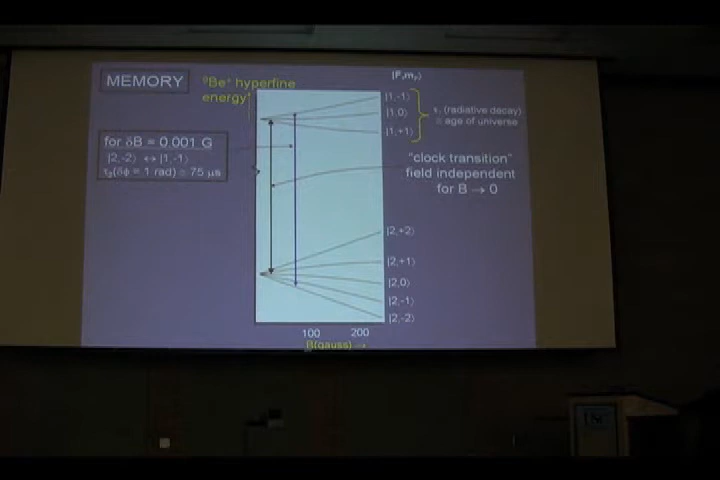 MEMORY
⁹Be⁺ hyperfine
energy
|F,mF⟩
|1,-1⟩
|1,0⟩
|1,+1⟩
τ₁ (radiative decay)
≅ age of universe
for δB = 0.001 G
|2,-2⟩ ↔ |1,-1⟩
τ₂(δϕ = 1 rad) ≅ 75 μs
"clock transition"
field independent
for B → 0
|2,+2⟩
|2,+1⟩
|2,0⟩
|2,-1⟩
|2,-2⟩
100 200
B(gauss) →
USC